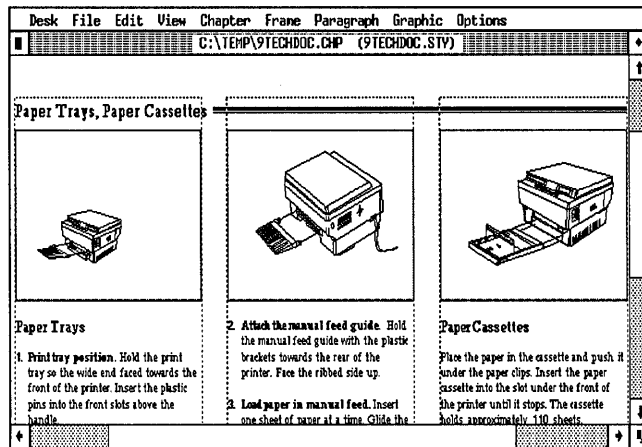 Desk File Edit View Chapter Frame Paragraph Graphic Options
C:\TEMP\9TECHDOC.CHP (9TECHDOC.STY)
Paper Trays, Paper Cassettes
Paper Trays
1. Print tray position. Hold the print
tray so the wide end faced towards the
front of the printer. Insert the plastic
pins into the front slots above the
handle.
2. Attach the manual feed guide. Hold
the manual feed guide with the plastic
brackets towards the rear of the
printer. Face the ribbed side up.
3. Load paper in manual feed. Insert
one sheet of paper at a time. Glide the
Paper Cassettes
Place the paper in the cassette and push it
under the paper clips. Insert the paper
cassette into the slot under the front of
the printer until it stops. The cassette
holds approximately 110 sheets.